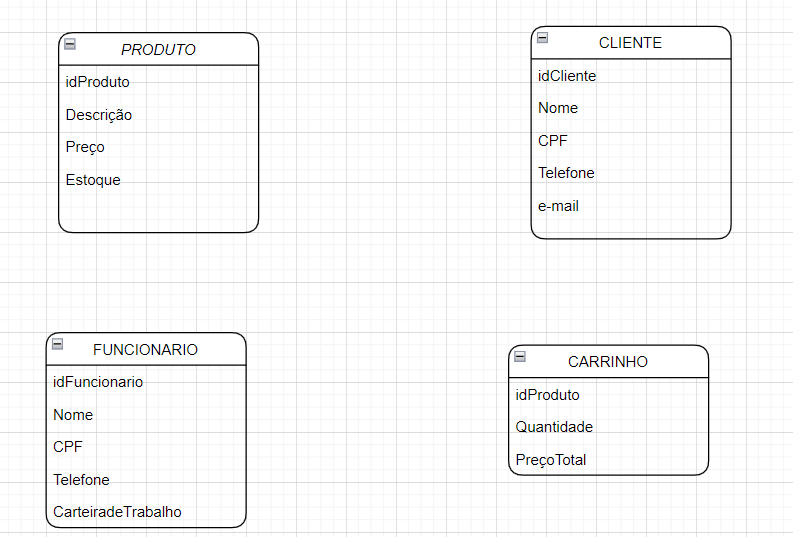 PRODUTO
idProduto
Descrição
Preço
Estoque
CLIENTE
idCliente
Nome
CPF
Telefone
e-mail
FUNCIONARIO
idFuncionario
Nome
CPF
Telefone
CarteiradeTrabalho
CARRINHO
idProduto
Quantidade
PreçoTotal